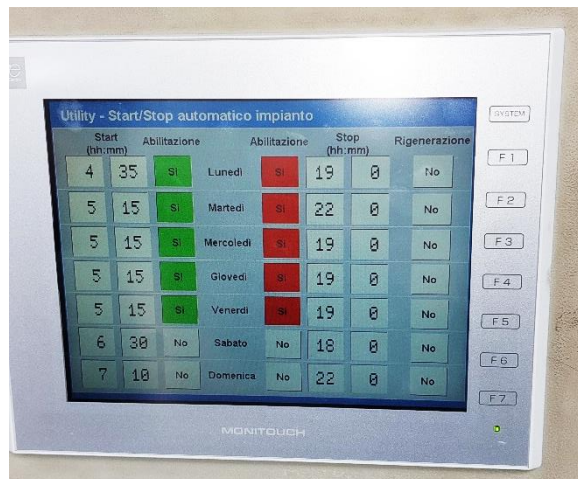 Utility - Start/Stop automatico impianto
Start (hh:mm) Abilitazione Abilitazione Stop (hh:mm) Rigenerazione
4 35 Si Lunedì Si 19 0 No
5 15 Si Martedì Si 22 0 No
5 15 Si Mercoledì Si 19 0 No
5 15 Si Giovedì Si 19 0 No
5 15 Si Venerdì Si 19 0 No
6 30 No Sabato No 18 0 No
7 10 No Domenica No 22 0 No
MONITOUCH
SYSTEM
F1
F2
F3
F4
F5
F6
F7